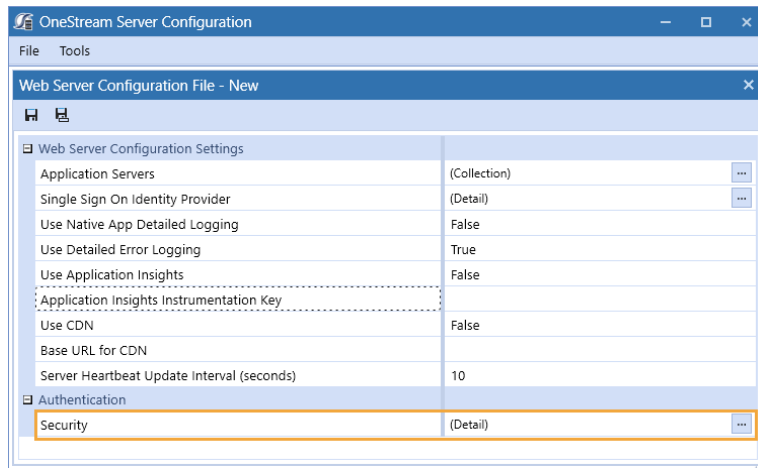 OneStream Server Configuration
File Tools
Web Server Configuration File - New
Web Server Configuration Settings
Application Servers (Collection) ...
Single Sign On Identity Provider (Detail) ...
Use Native App Detailed Logging False
Use Detailed Error Logging True
Use Application Insights False
Application Insights Instrumentation Key
Use CDN False
Base URL for CDN
Server Heartbeat Update Interval (seconds) 10
Authentication
Security (Detail) ...